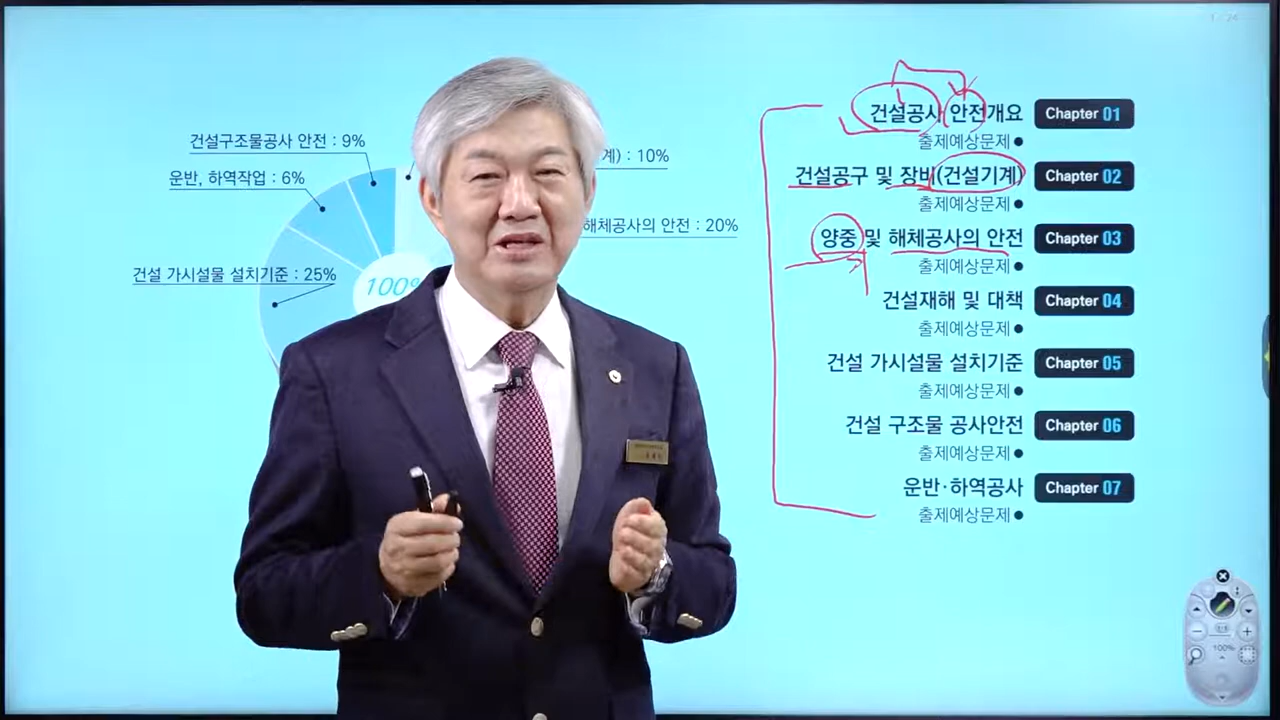 1 / 24
건설구조물공사 안전 : 9%
운반, 하역작업 : 6%
계) : 10%
해체공사의 안전 : 20%
건설 가시설물 설치기준 : 25%
100%
건설공사 안전개요 Chapter 01
출제예상문제
건설공구 및 장비(건설기계) Chapter 02
출제예상문제
양중 및 해체공사의 안전 Chapter 03
출제예상문제
건설재해 및 대책 Chapter 04
출제예상문제
건설 가시설물 설치기준 Chapter 05
출제예상문제
건설 구조물 공사안전 Chapter 06
출제예상문제
운반·하역공사 Chapter 07
출제예상문제
100%